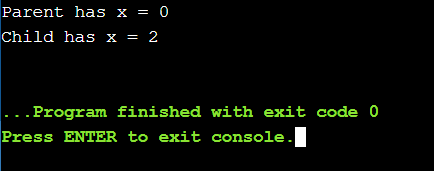 Parent has x = 0
Child has x = 2
...Program finished with exit code 0
Press ENTER to exit console.